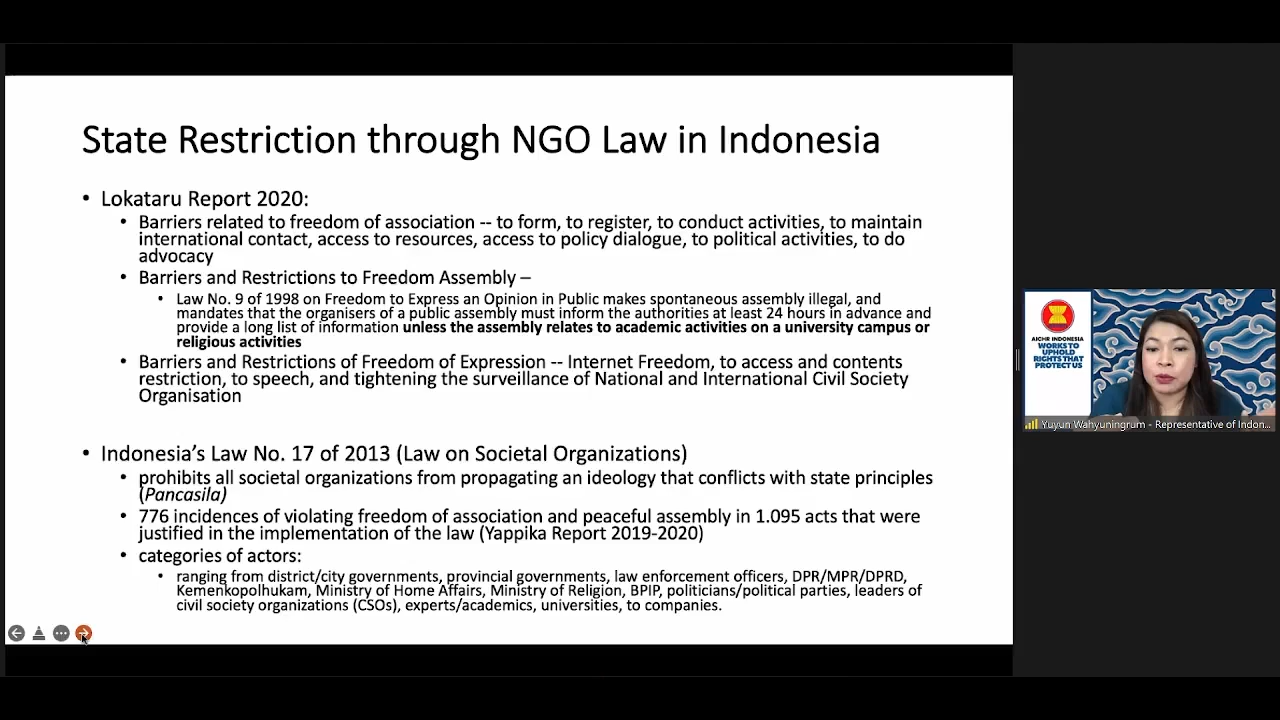 State Restriction through NGO Law in Indonesia
• Lokataru Report 2020:
• Barriers related to freedom of association -- to form, to register, to conduct activities, to maintain
international contact, access to resources, access to policy dialogue, to political activities, to do
advocacy
• Barriers and Restrictions to Freedom Assembly –
• Law No. 9 of 1998 on Freedom to Express an Opinion in Public makes spontaneous assembly illegal, and
mandates that the organisers of a public assembly must inform the authorities at least 24 hours in advance and
provide a long list of information unless the assembly relates to academic activities on a university campus or
religious activities
• Barriers and Restrictions of Freedom of Expression -- Internet Freedom, to access and contents
restriction, to speech, and tightening the surveillance of National and International Civil Society
Organisation
• Indonesia’s Law No. 17 of 2013 (Law on Societal Organizations)
• prohibits all societal organizations from propagating an ideology that conflicts with state principles
(Pancasila)
• 776 incidences of violating freedom of association and peaceful assembly in 1.095 acts that were
justified in the implementation of the law (Yappika Report 2019-2020)
• categories of actors:
• ranging from district/city governments, provincial governments, law enforcement officers, DPR/MPR/DPRD,
Kemenkopolhukam, Ministry of Home Affairs, Ministry of Religion, BPIP, politicians/political parties, leaders of
civil society organizations (CSOs), experts/academics, universities, to companies.
AICHR INDONESIA
WORKS TO
UPHOLD
RIGHTS THAT
PROTECT US
Yuyun Wahyuningrum - Representative of Indon...